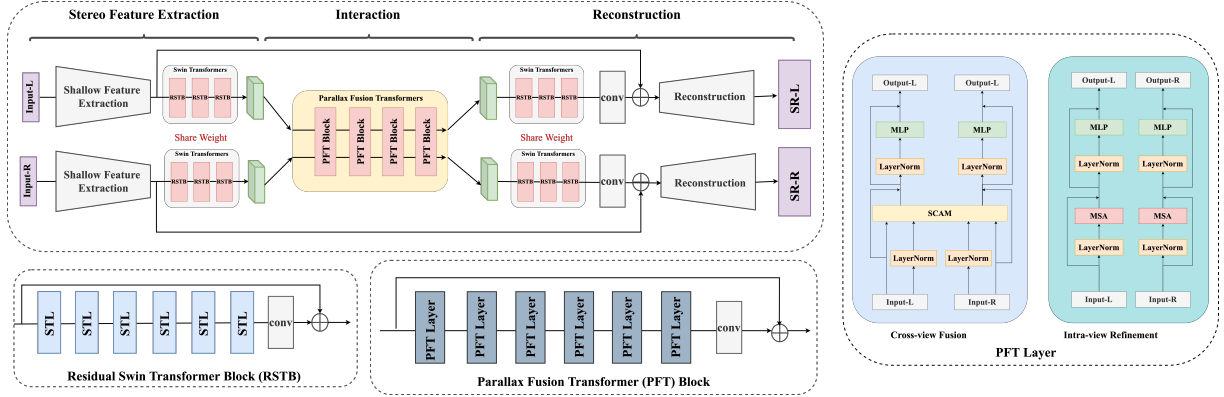 Stereo Feature Extraction
Interaction
Reconstruction
Input-L
Shallow Feature
Extraction
Swin Transformers
RSTB
RSTB
RSTB
Share Weight
Input-R
Shallow Feature
Extraction
Swin Transformers
RSTB
RSTB
RSTB
Parallax Fusion Transformers
PFT Block
PFT Block
PFT Block
PFT Block
Swin Transformers
RSTB
RSTB
RSTB
conv
Reconstruction
SR-L
Share Weight
Swin Transformers
RSTB
RSTB
RSTB
conv
Reconstruction
SR-R
STL
STL
STL
STL
STL
STL
conv
Residual Swin Transformer Block (RSTB)
PFT Layer
PFT Layer
PFT Layer
PFT Layer
PFT Layer
PFT Layer
conv
Parallax Fusion Transformer (PFT) Block
Output-L
Output-L
MLP
MLP
LayerNorm
LayerNorm
SCAM
LayerNorm
LayerNorm
Input-L
Input-R
Cross-view Fusion
Output-L
Output-R
MLP
MLP
LayerNorm
LayerNorm
MSA
MSA
LayerNorm
LayerNorm
Input-L
Input-R
Intra-view Refinement
PFT Layer